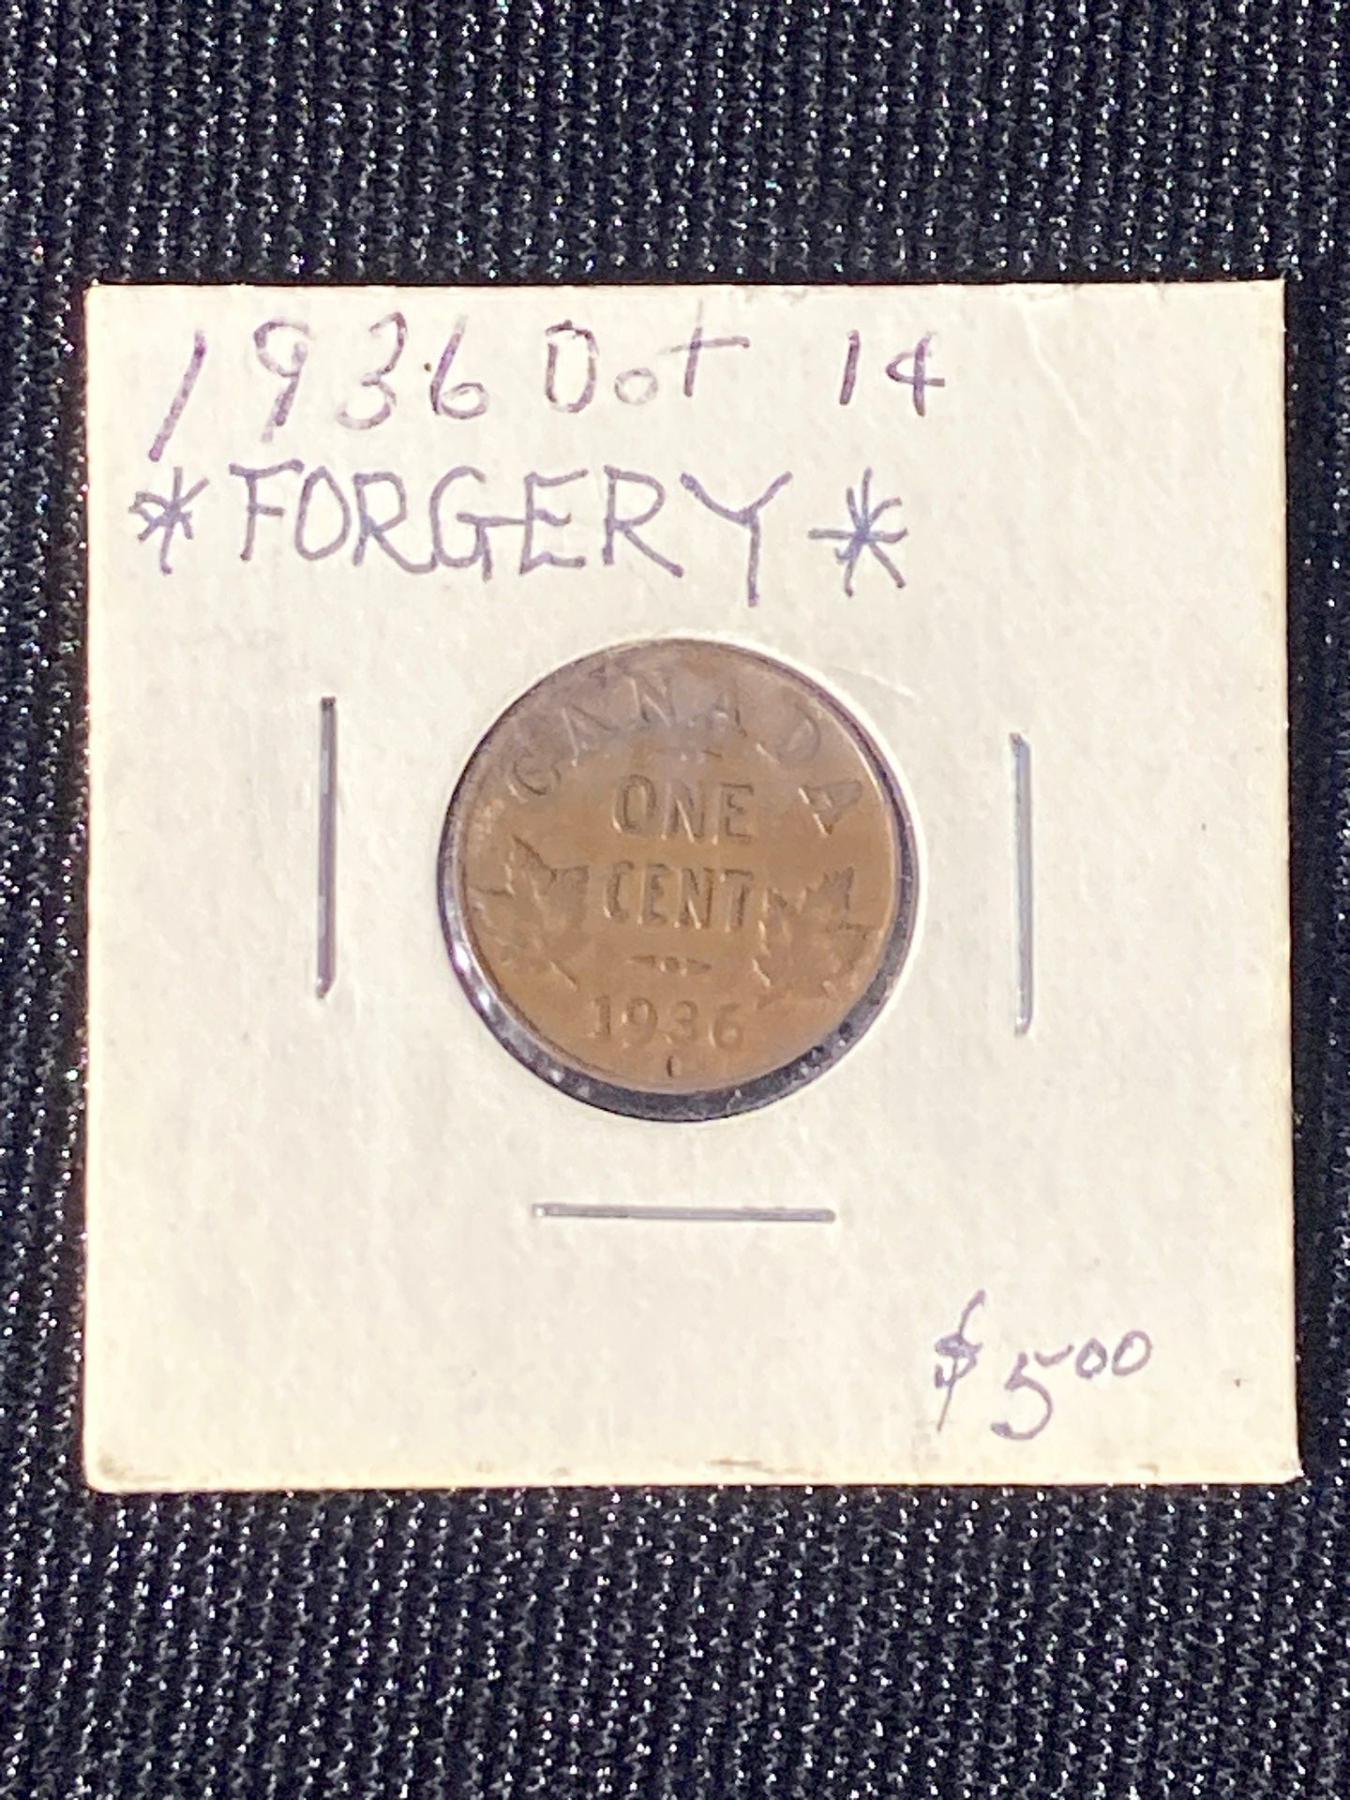 1936 Dot 1¢
*FORGERY*
CANADA
ONE
CENT
1936
$5.00